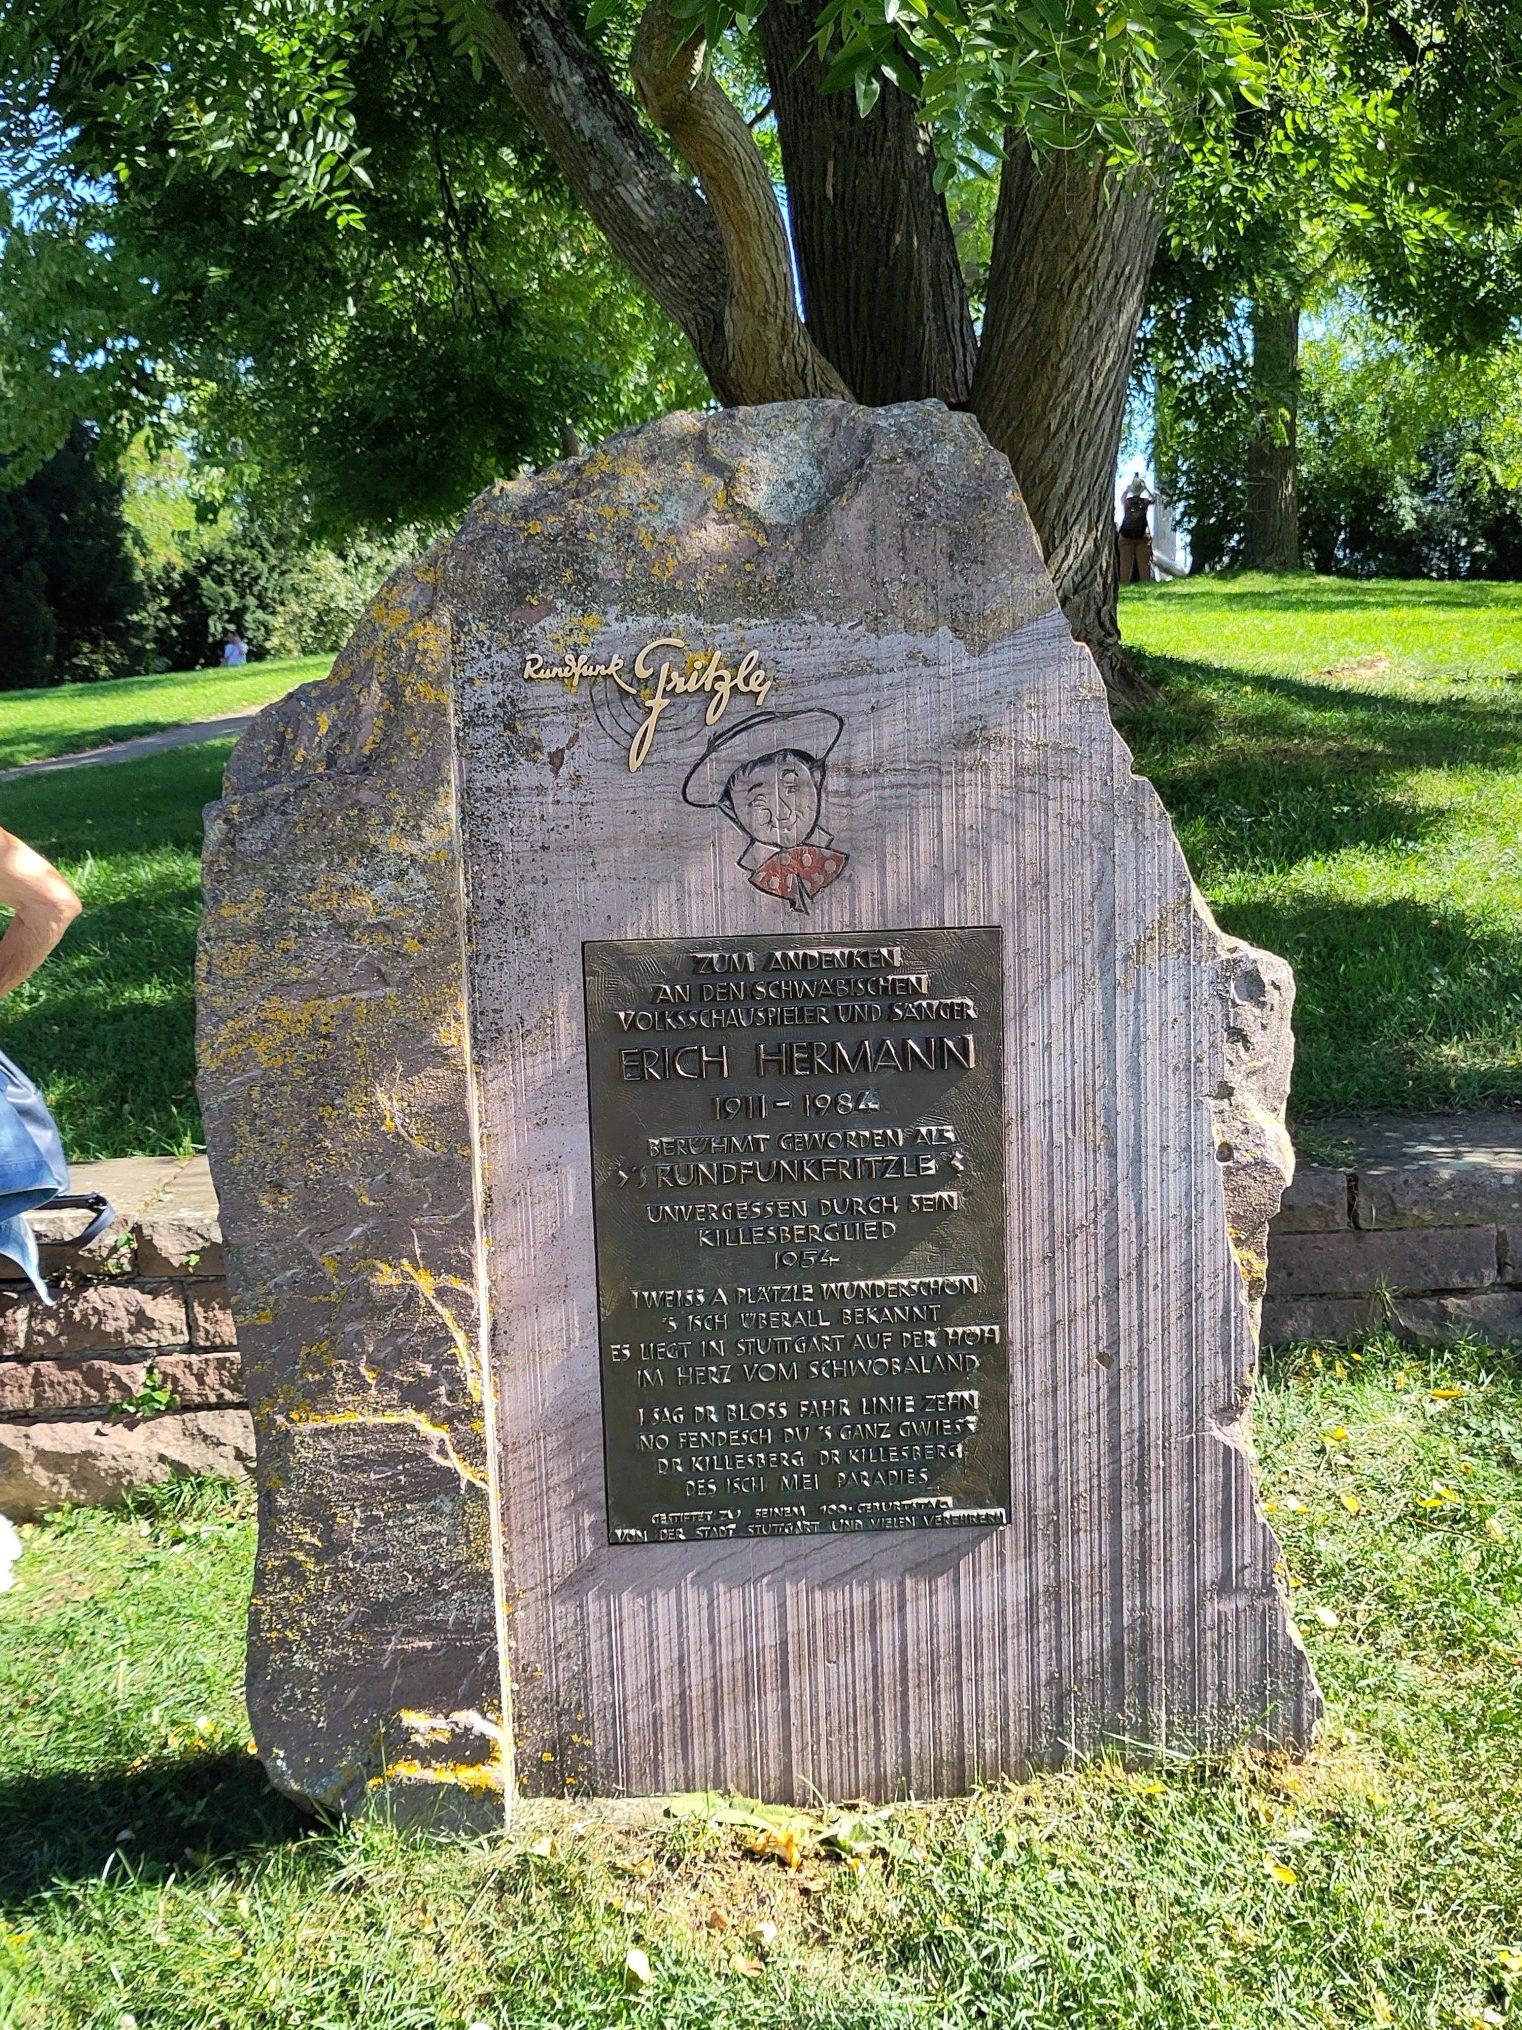 Rundfunk Fritzle
ZUM ANDENKEN
AN DEN SCHWÄBISCHEN
VOLKSSCHAUSPIELER UND SÄNGER
ERICH HERMANN
1911 - 1984
BERÜHMT GEWORDEN ALS
>'S RUNDFUNKFRITZLE<
UNVERGESSEN DURCH SEIN
KILLESBERGLIED
1954
I WEISS A PLÄTZLE WUNDERSCHÖN
'S ISCH ÜBERALL BEKANNT
ES LIEGT IN STUTTGART AUF DER HÖH
IM HERZ VOM SCHWOBALAND
I SAG DR BLOSS FAHR LINIE ZEHN
NO FENDESCH DU 'S GANZ GWIESS
DR KILLESBERG DR KILLESBERG,
DES ISCH MEI PARADIES
GESTIFTET ZU SEINEM 100. GEBURTSTAG
VON DER STADT STUTTGART UND VIELEN VEREHRERN